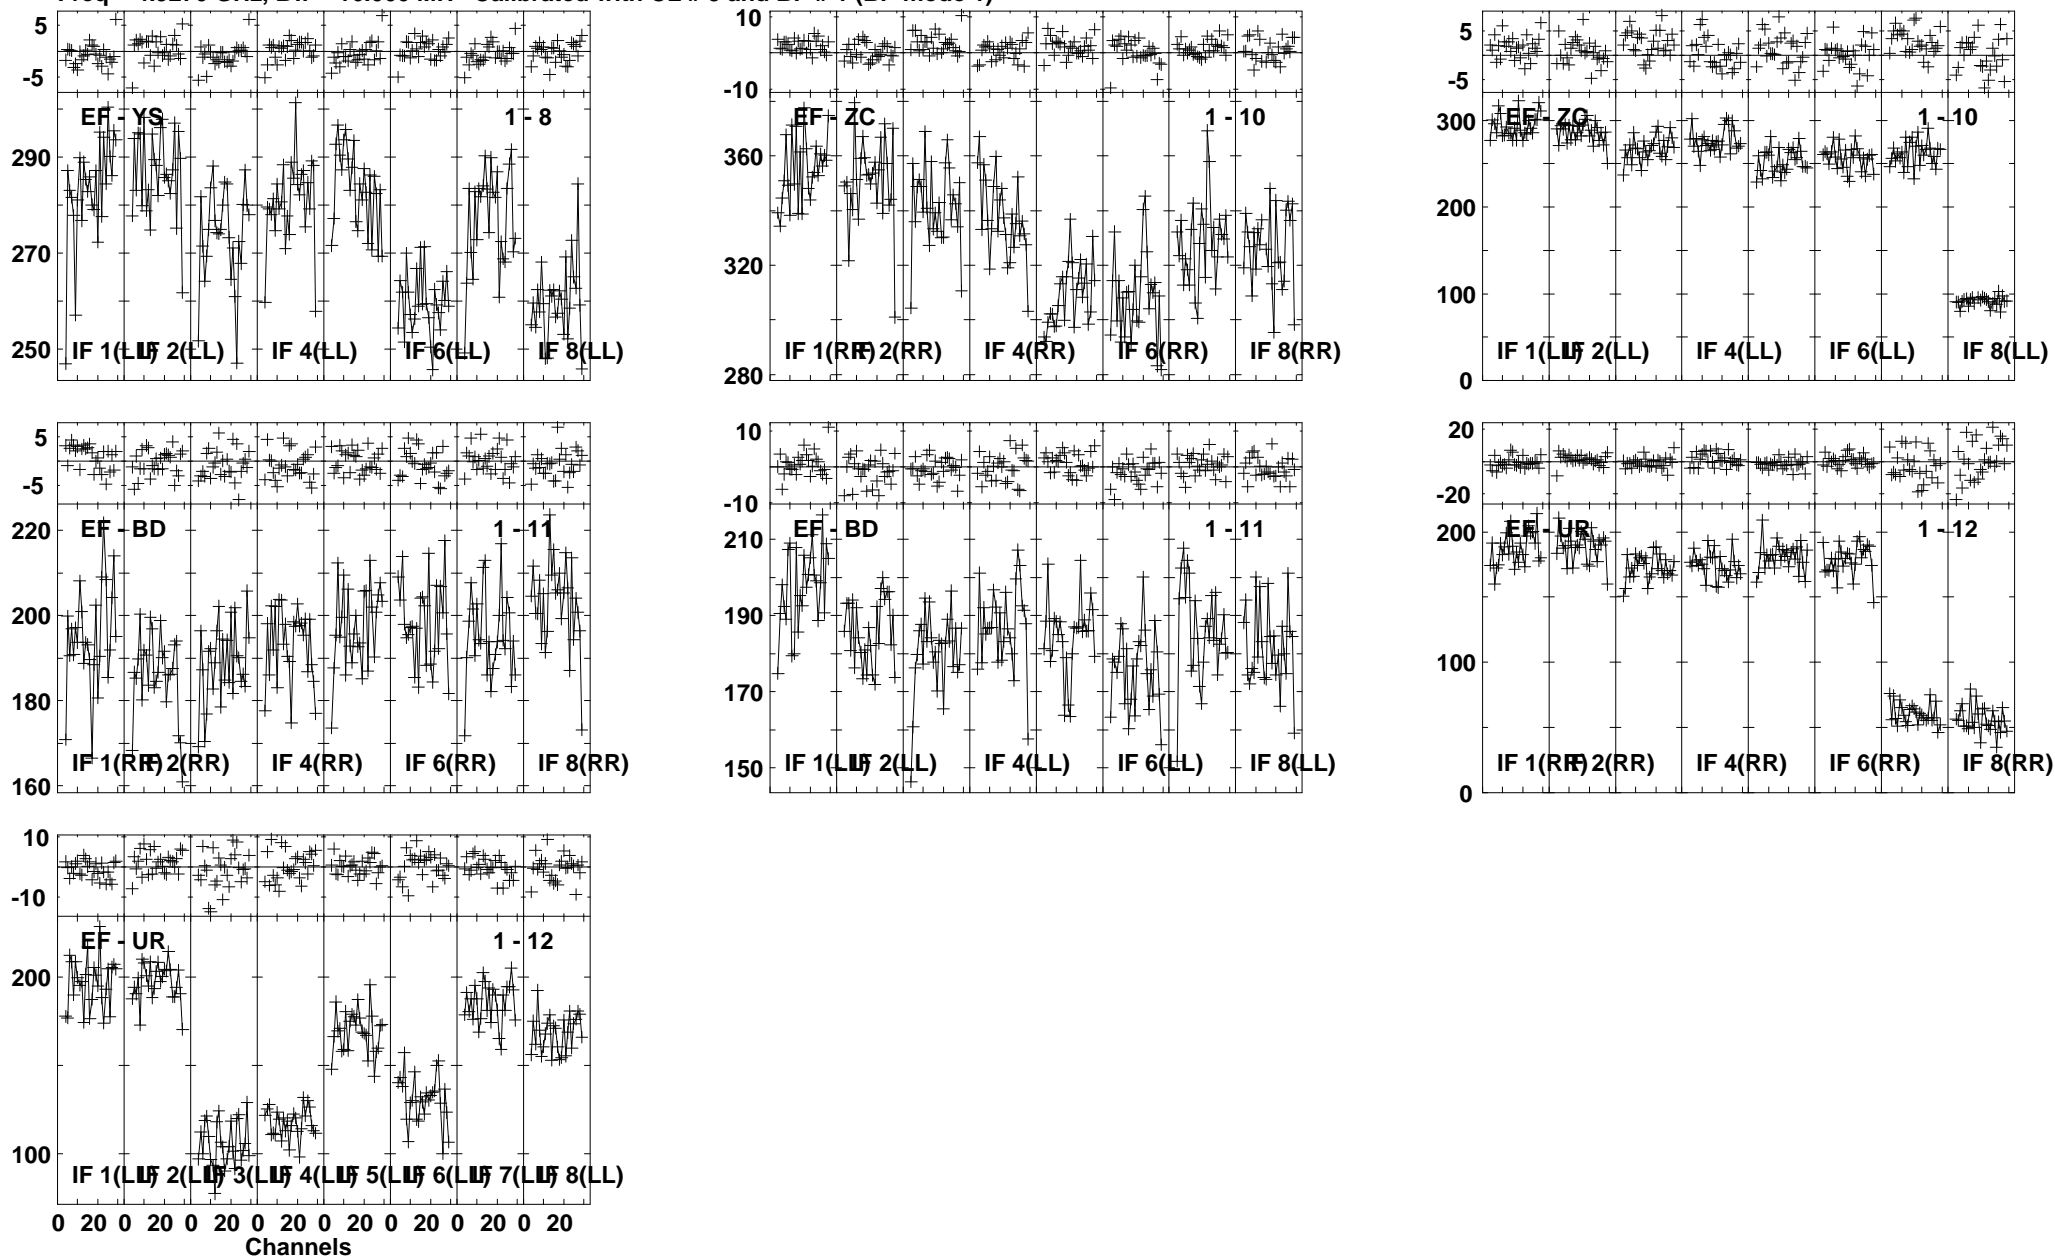 5
-5
EF - YS 1 - 8
290
270
250
IF 1(LL) IF 2(LL) IF 4(LL) IF 6(LL) IF 8(LL)
10
-10
EF - ZC 1 - 10
360
320
280
IF 1(RR) IF 2(RR) IF 4(RR) IF 6(RR) IF 8(RR)
5
-5
EF - ZC 1 - 10
300
200
100
0
IF 1(LL) IF 2(LL) IF 4(LL) IF 6(LL) IF 8(LL)
5
-5
EF - BD 1 - 11
220
200
180
160
IF 1(RR) IF 2(RR) IF 4(RR) IF 6(RR) IF 8(RR)
10
-10
EF - BD 1 - 11
210
190
170
150
IF 1(LL) IF 2(LL) IF 4(LL) IF 6(LL) IF 8(LL)
20
-20
EF - UR 1 - 12
200
100
0
IF 1(RR) IF 2(RR) IF 4(RR) IF 6(RR) IF 8(RR)
10
-10
EF - UR 1 - 12
200
100
IF 1(LL) IF 2(LL) IF 3(LL) IF 4(LL) IF 5(LL) IF 6(LL) IF 7(LL) IF 8(LL)
0 20 0 20 0 20 0 20 0 20 0 20 0 20 0 20
Channels